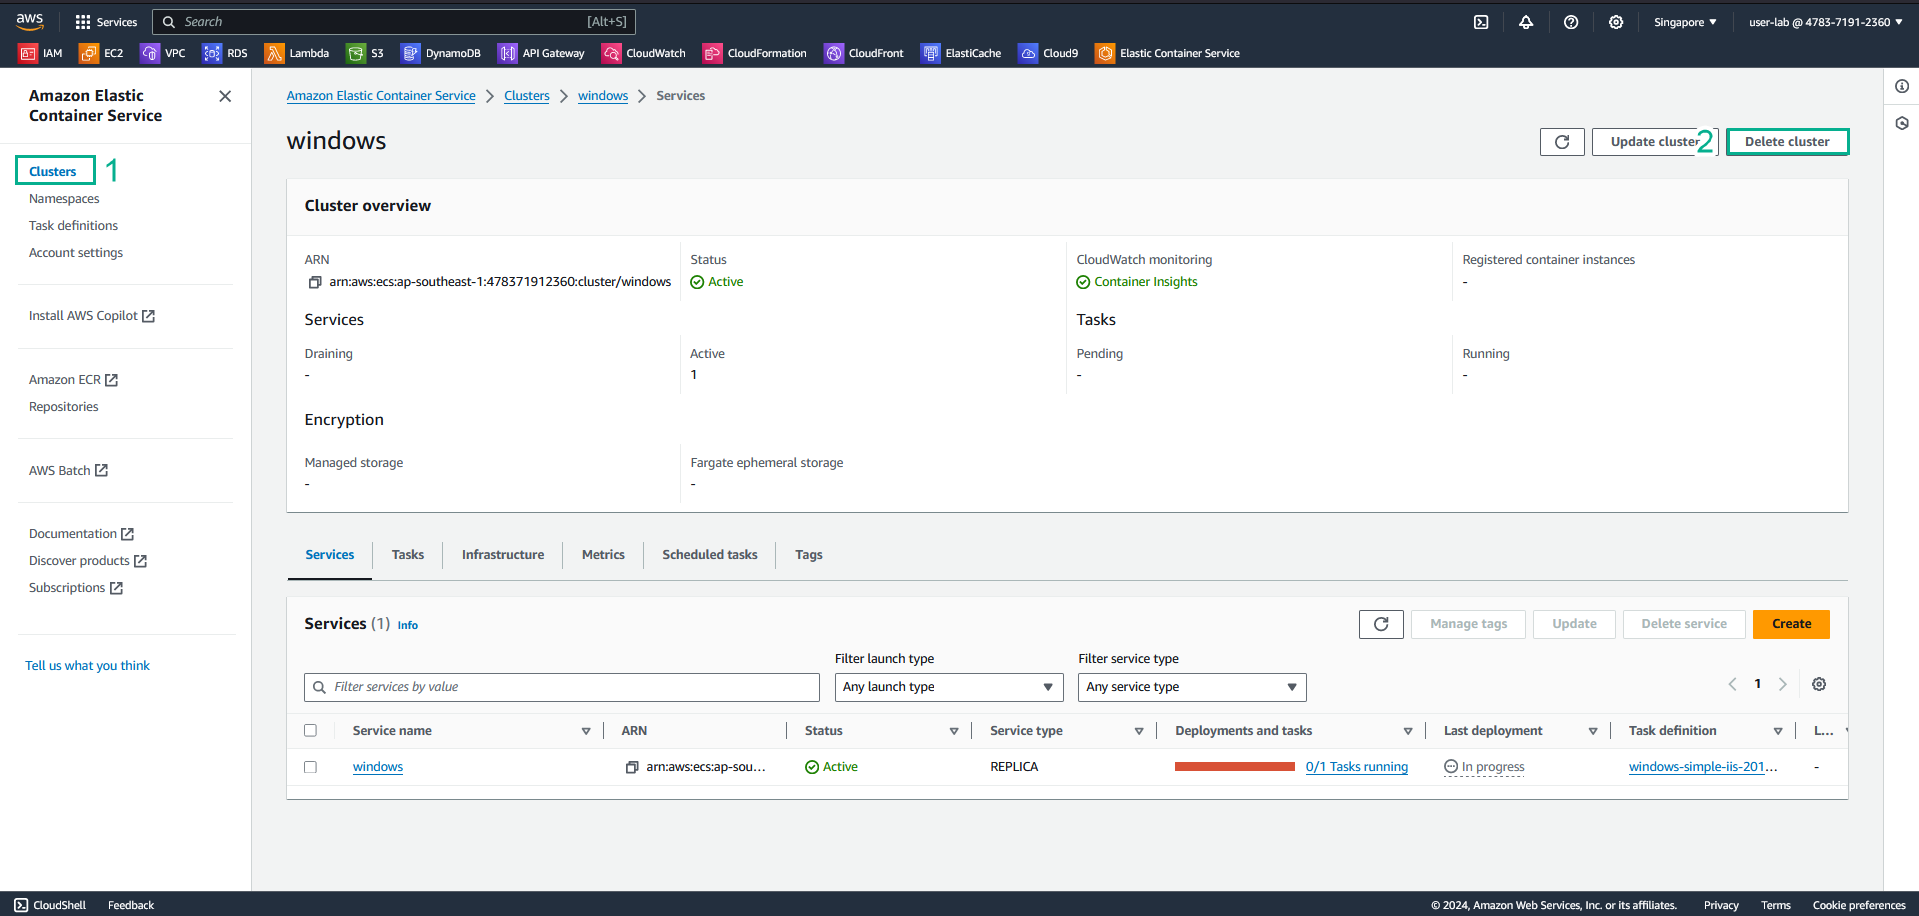 aws
Services
Search
[Alt+S]
Singapore
user-lab @ 4783-7191-2360
IAM
EC2
VPC
RDS
Lambda
S3
DynamoDB
API Gateway
CloudWatch
CloudFormation
CloudFront
ElastiCache
Cloud9
Elastic Container Service
Amazon Elastic
Container Service
Clusters
1
Namespaces
Task definitions
Account settings
Install AWS Copilot
Amazon ECR
Repositories
AWS Batch
Documentation
Discover products
Subscriptions
Tell us what you think
Amazon Elastic Container Service
Clusters
windows
Services
windows
Update cluster
2
Delete cluster
Cluster overview
ARN
arn:aws:ecs:ap-southeast-1:478371912360:cluster/windows
Status
Active
CloudWatch monitoring
Container Insights
Registered container instances
-
Services
Tasks
Draining
-
Active
1
Pending
-
Running
-
Encryption
Managed storage
-
Fargate ephemeral storage
-
Services
Tasks
Infrastructure
Metrics
Scheduled tasks
Tags
Services (1) Info
Manage tags
Update
Delete service
Create
Filter launch type
Filter service type
Filter services by value
Any launch type
Any service type
1
Service name
ARN
Status
Service type
Deployments and tasks
Last deployment
Task definition
L...
windows
arn:aws:ecs:ap-sou...
Active
REPLICA
0/1 Tasks running
In progress
windows-simple-iis-201...
-
CloudShell
Feedback
© 2024, Amazon Web Services, Inc. or its affiliates.
Privacy
Terms
Cookie preferences